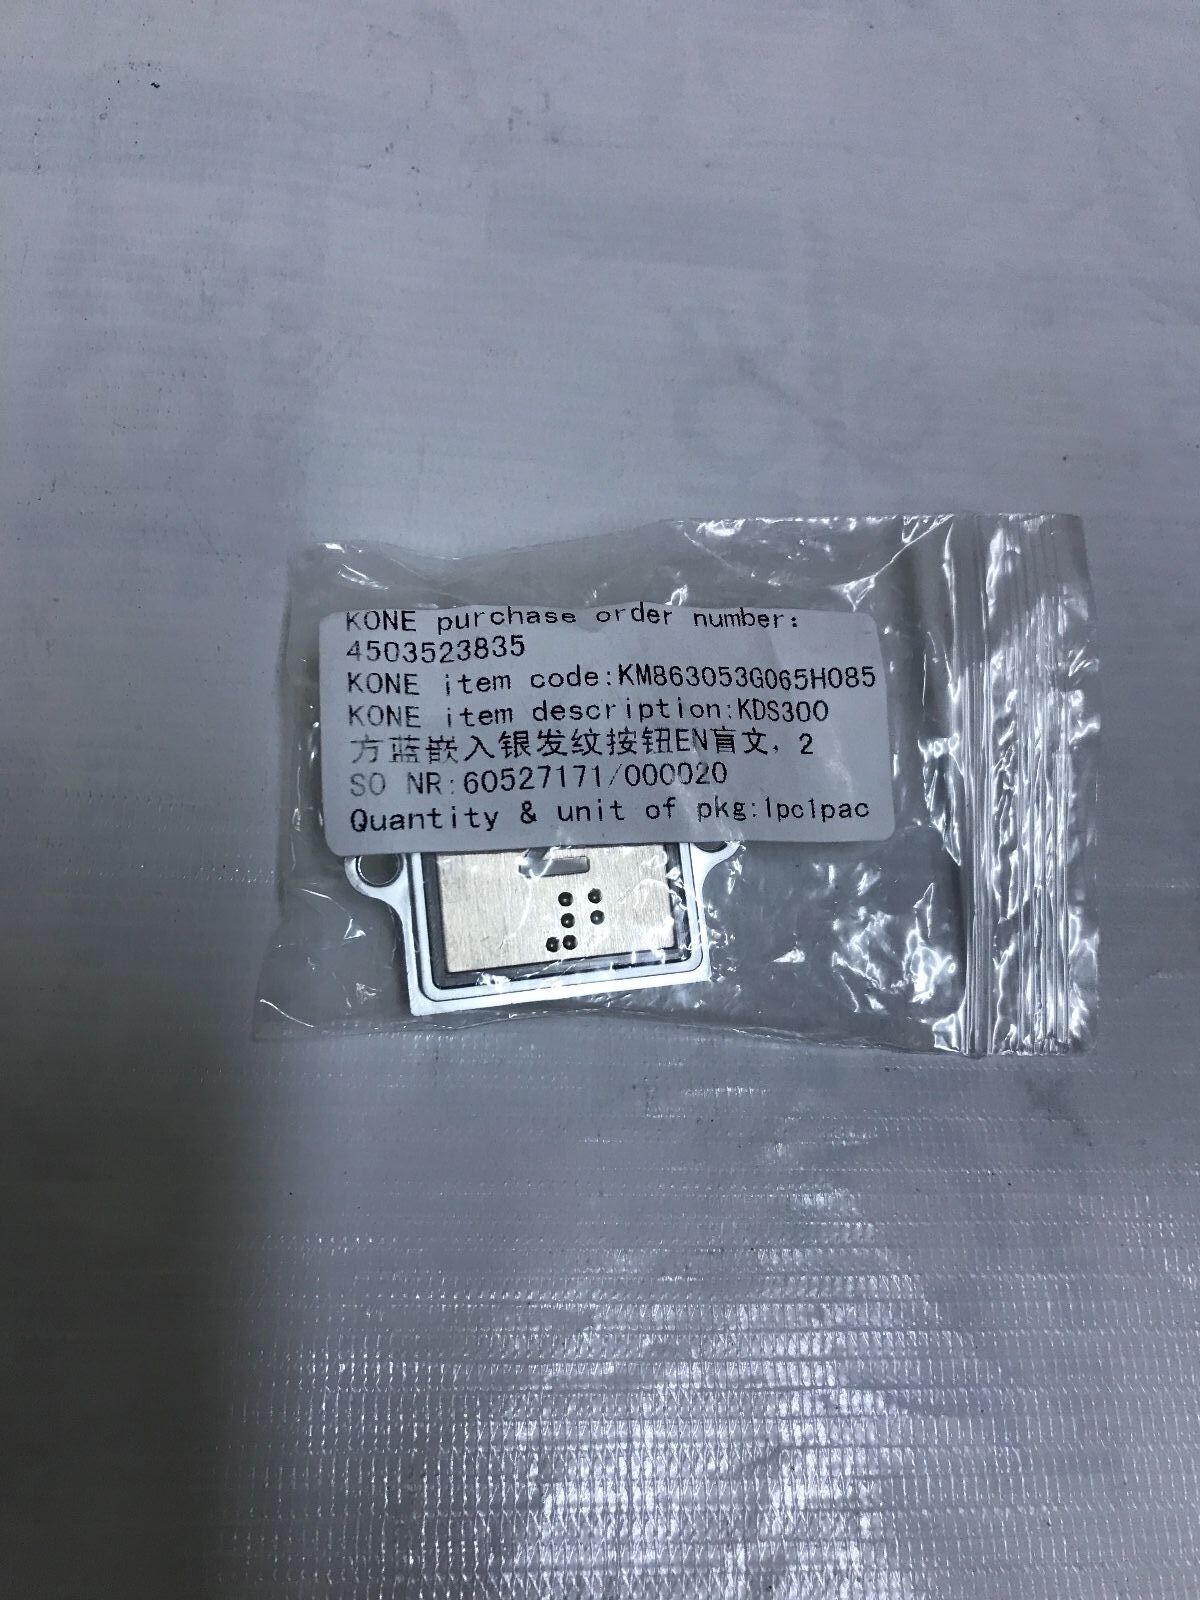 KONE purchase order number:
4503523835
KONE item code:KM863053G065H085
KONE item description:KDS300
方蓝嵌入银发纹按钮EN盲文，2
SO NR:60527171/000020
Quantity & unit of pkg:1pc1pac